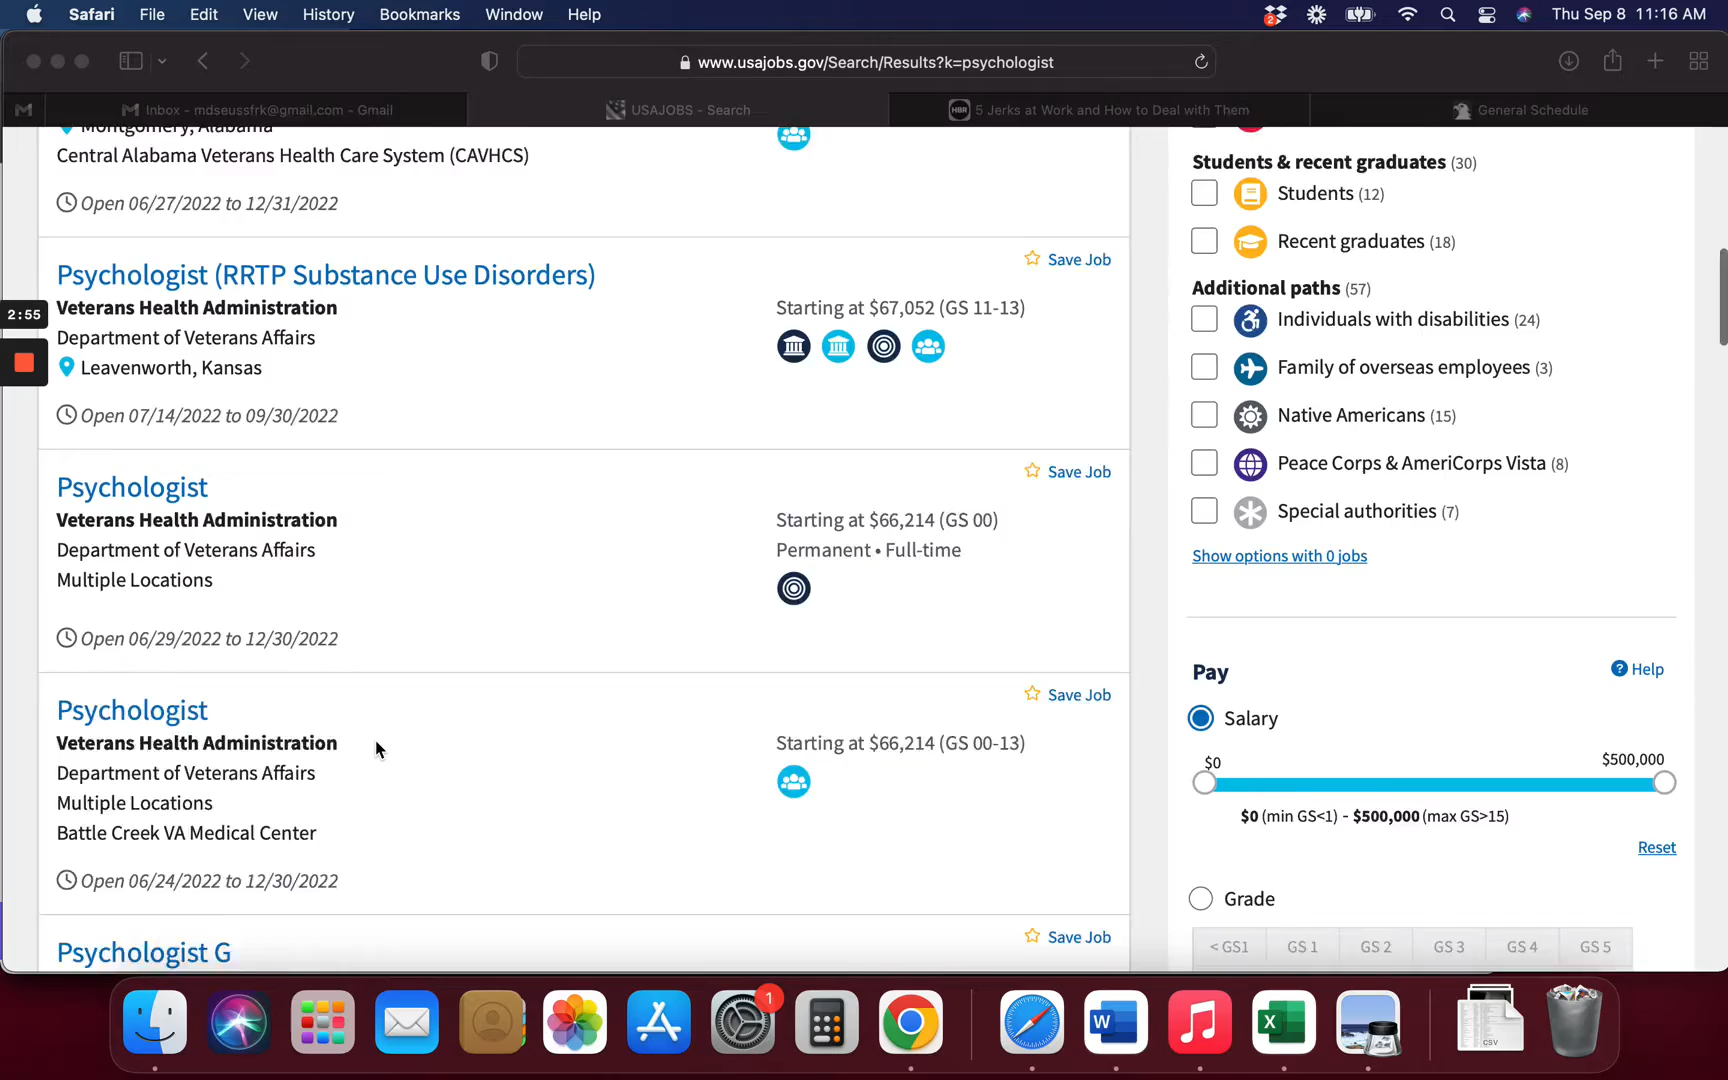 Safari File Edit View History Bookmarks Window Help
2
Thu Sep 8 11:16 AM
www.usajobs.gov/Search/Results?k=psychologist
Inbox - mdseussfrk@gmail.com - Gmail
USAJOBS - Search
HBR 5 Jerks at Work and How to Deal with Them
General Schedule
Montgomery, Alabama
Central Alabama Veterans Health Care System (CAVHCS)
Open 06/27/2022 to 12/31/2022
Save Job
Psychologist (RRTP Substance Use Disorders)
Veterans Health Administration
Starting at $67,052 (GS 11-13)
Department of Veterans Affairs
Leavenworth, Kansas
Open 07/14/2022 to 09/30/2022
2:55
Save Job
Psychologist
Veterans Health Administration
Starting at $66,214 (GS 00)
Department of Veterans Affairs
Permanent • Full-time
Multiple Locations
Open 06/29/2022 to 12/30/2022
Save Job
Psychologist
Veterans Health Administration
Starting at $66,214 (GS 00-13)
Department of Veterans Affairs
Multiple Locations
Battle Creek VA Medical Center
Open 06/24/2022 to 12/30/2022
Save Job
Psychologist G
Students & recent graduates (30)
Students (12)
Recent graduates (18)
Additional paths (57)
Individuals with disabilities (24)
Family of overseas employees (3)
Native Americans (15)
Peace Corps & AmeriCorps Vista (8)
Special authorities (7)
Show options with 0 jobs
Pay
? Help
Salary
$0
$500,000
$0 (min GS<1) - $500,000 (max GS>15)
Reset
Grade
< GS1 GS 1 GS 2 GS 3 GS 4 GS 5
1
W
X
CSV